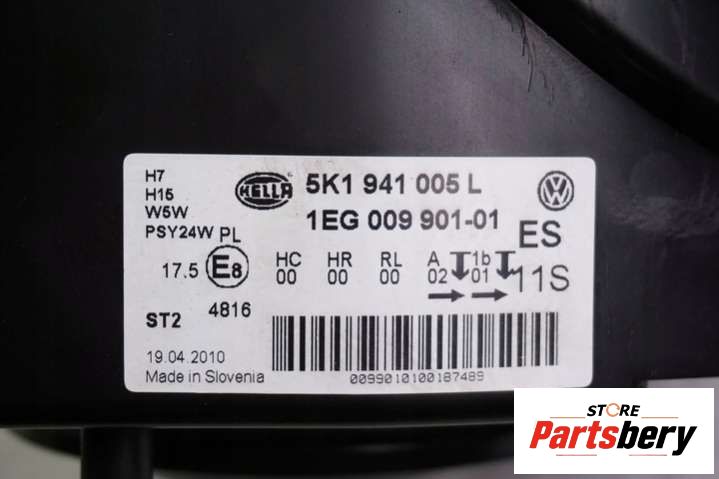 H7
H15
W5W
PSY24W PL
HELLA
5K1 941 005 L
1EG 009 901-01
ES
17.5 E8
HC HR RL A 1b
00 00 00 02 01
11S
4816
ST2
19.04.2010
Made in Slovenia
0099010100187489
STORE
Partsbery